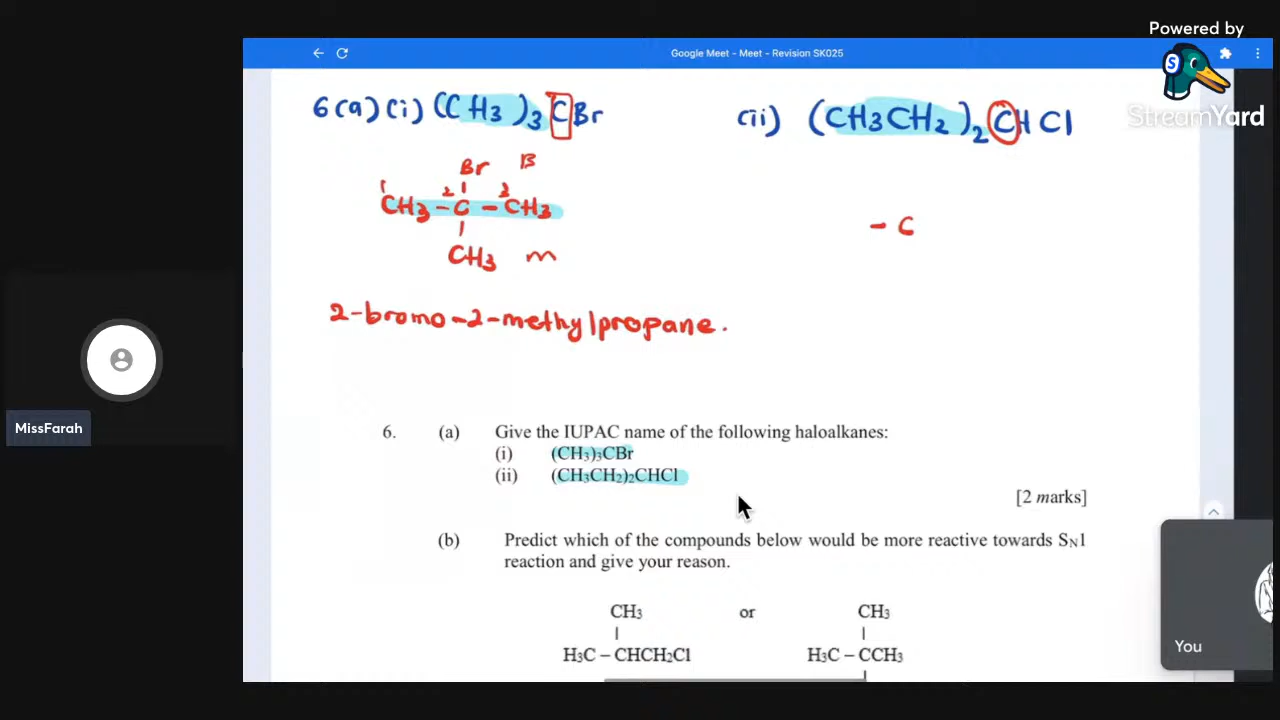 Powered by
StreamYard
Google Meet - Meet - Revision SK025
6(a)(i) (CH3)3CBr
(ii) (CH3CH2)2CHCl
Br B
1 2 3
CH3 - C - CH3
CH3 m
- C
2-bromo-2-methylpropane.
MissFarah
6. (a) Give the IUPAC name of the following haloalkanes:
(i) (CH₃)₃CBr
(ii) (CH₃CH₂)₂CHCl
[2 marks]
(b) Predict which of the compounds below would be more reactive towards SN1
reaction and give your reason.
CH₃ or CH₃
H₃C – CHCH₂Cl H₃C – CCH₃
You